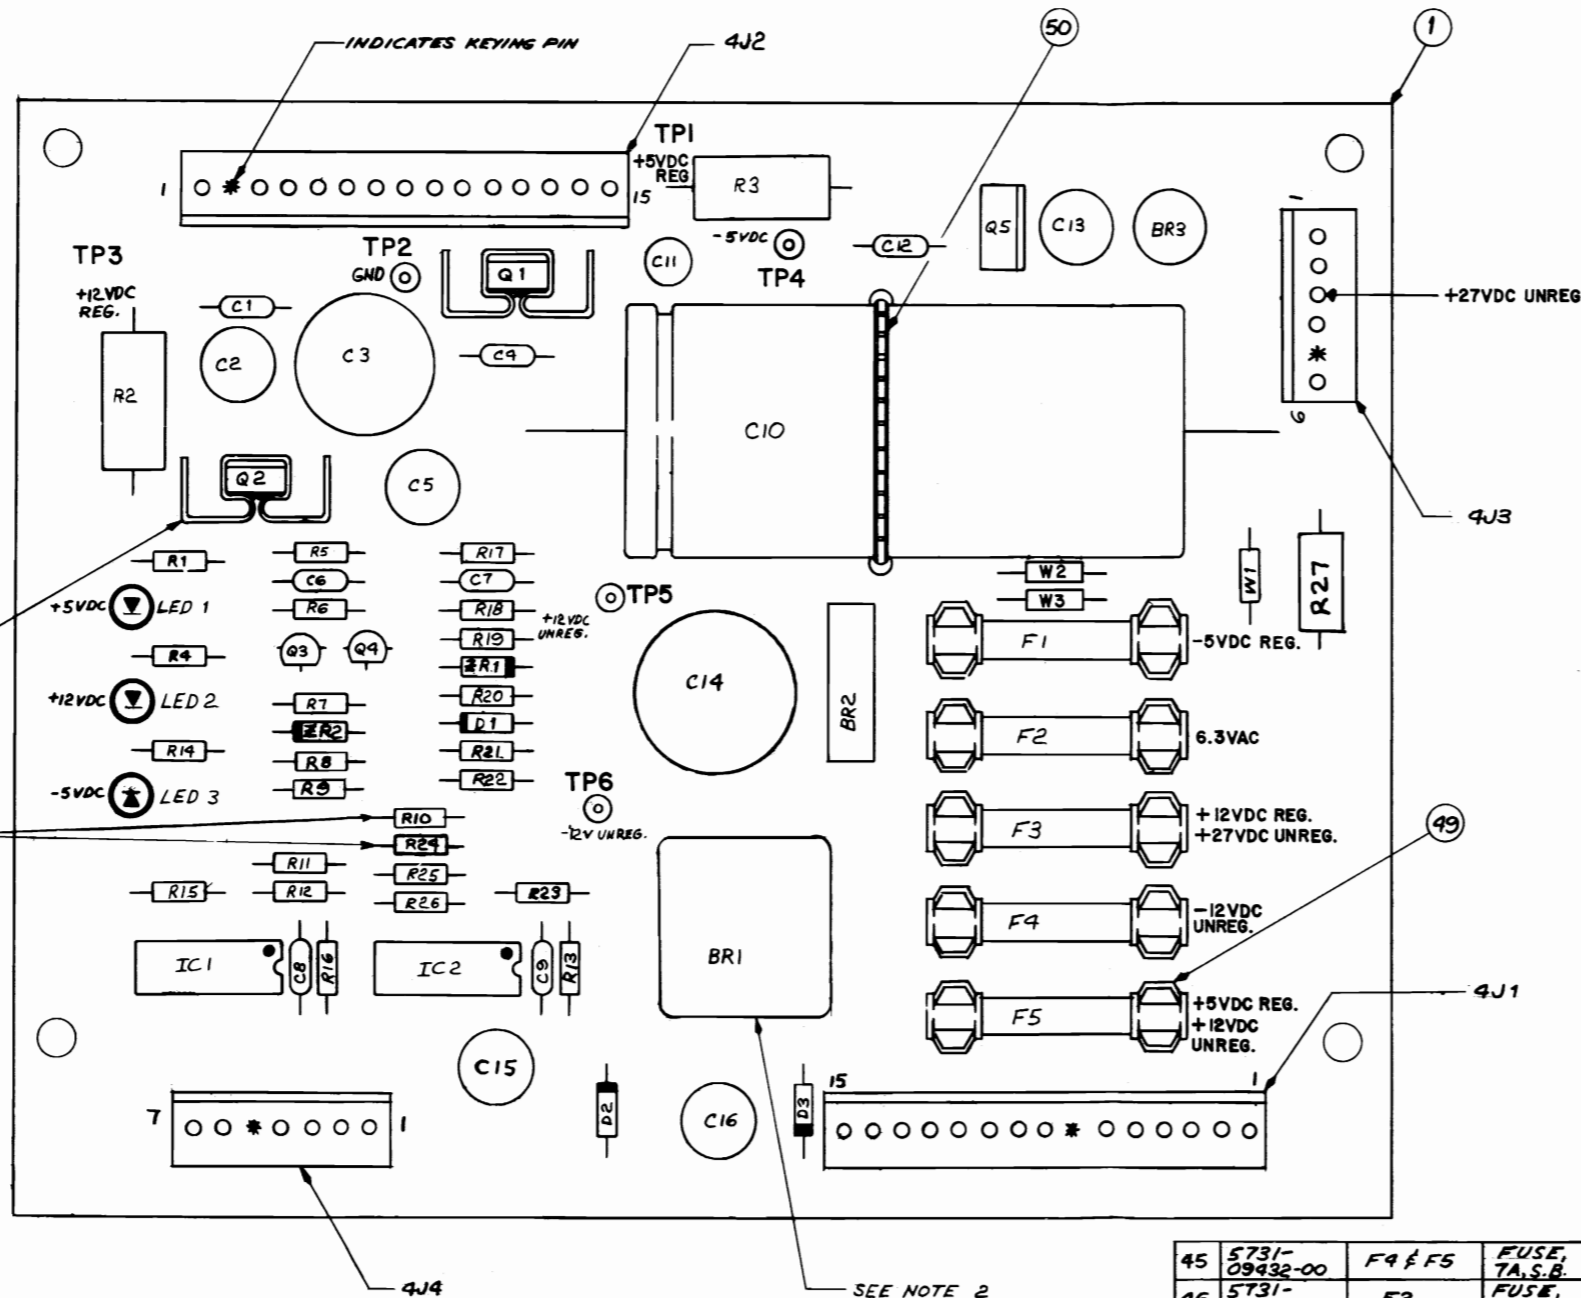 INDICATES KEYING PIN
4J2
50
1
TP1
+5VDC
REG
1
15
R3
-5VDC
TP4
C12
Q5
C13
BR3
1
6
+27VDC UNREG
4J3
TP3
+12VDC
REG.
TP2
GND
Q1
C11
C1
C2
C3
C4
R2
C10
Q2
C5
R1
R5
R17
C6
C7
+5VDC
LED 1
R6
R18
+12VDC
UNREG.
TP5
R19
R4
Q3
Q4
ZR1
R20
+12VDC
LED 2
R7
D1
ZR2
R14
R8
R21
R9
R22
-5VDC
LED 3
TP6
-12V UNREG.
C14
BR2
W2
W3
W1
R27
F1
-5VDC REG.
F2
6.3VAC
F3
+12VDC REG.
+27VDC UNREG.
49
F4
-12VDC
UNREG.
F5
+5VDC REG.
+12VDC
UNREG.
4J1
R10
R24
R11
R25
R15
R12
R26
R23
IC1
C8
R16
IC2
C9
R13
BR1
C15
D2
C16
D3
15
1
7
1
4J4
SEE NOTE 2
45
5731-
09432-00
F4 & F5
FUSE,
7A, S.B.
46
5731-
F3
FUSE,